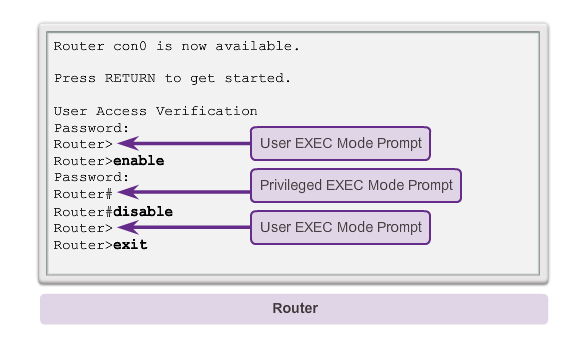 Router con0 is now available.
Press RETURN to get started.
User Access Verification
Password:
Router>
User EXEC Mode Prompt
Router>enable
Password:
Router#
Privileged EXEC Mode Prompt
Router#disable
Router>
User EXEC Mode Prompt
Router>exit
Router